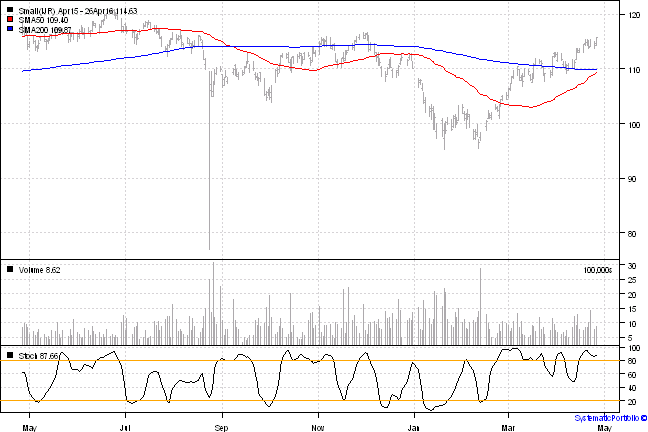 Small(IJR) Apr15 - 26Apr16 114.63
SMA50 109.40
SMA200 109.87
120
110
100
90
80
Volume 8.62
100,000s
30
25
20
15
10
5
Stoch 87.66
100
80
60
40
20
May Jul Sep Nov Jan Mar May
SystematicPortfolio ©